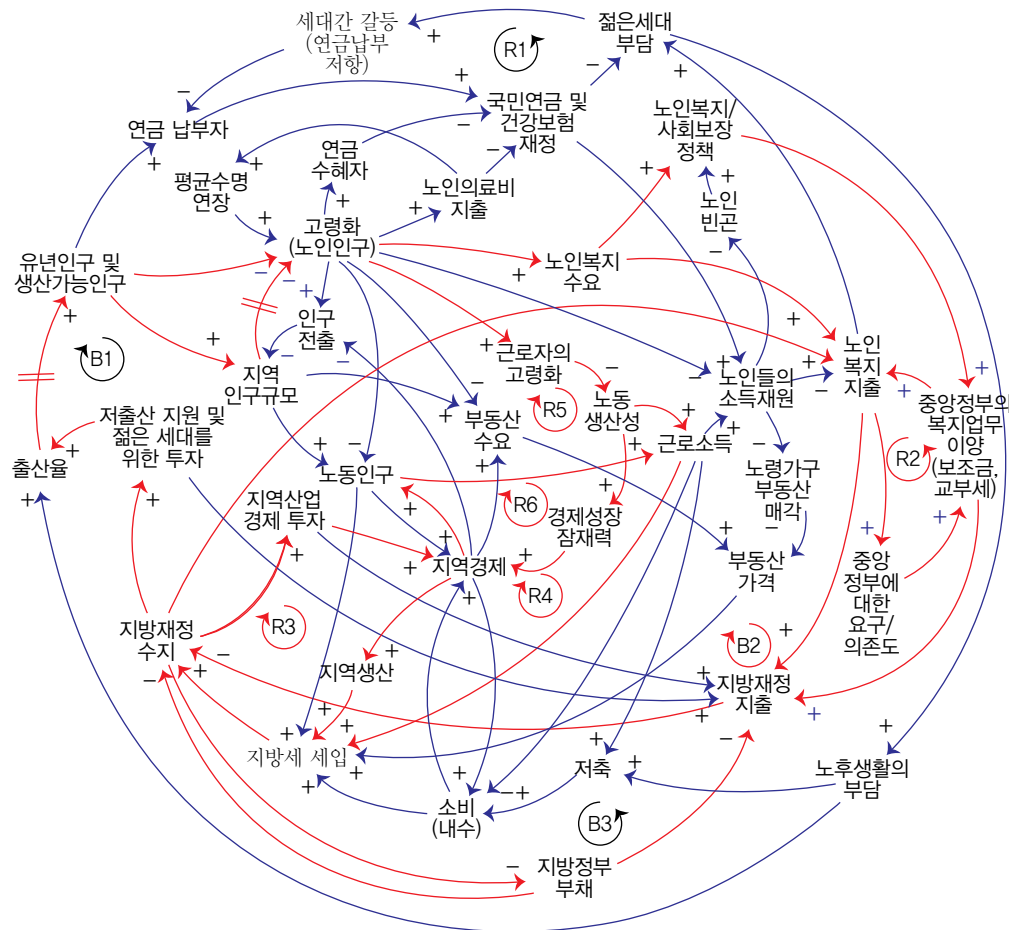 세대간 갈등
(연금납부
저항)
젊은세대
부담
R1
연금 납부자
국민연금 및
건강보험
재정
노인복지/
사회보장
정책
평균수명
연장
연금
수혜자
노인의료비
지출
노인
빈곤
유년인구 및
생산가능인구
고령화
(노인인구)
노인복지
수요
인구
전출
B1
지역
인구규모
근로자의
고령화
노인들의
소득재원
노인
복지
지출
중앙정부의
복지업무
이양
(보조금,
교부세)
저출산 지원 및
젊은 세대를
위한 투자
부동산
수요
R5
노동
생산성
근로소득
R2
출산율
노동인구
노령가구
부동산
매각
지역산업
경제 투자
R6
경제성장
잠재력
지역경제
부동산
가격
중앙
정부에
대한
요구/
의존도
R4
지방재정
수지
R3
지역생산
B2
지방재정
지출
지방세 세입
저축
노후생활의
부담
소비
(내수)
B3
지방정부
부채